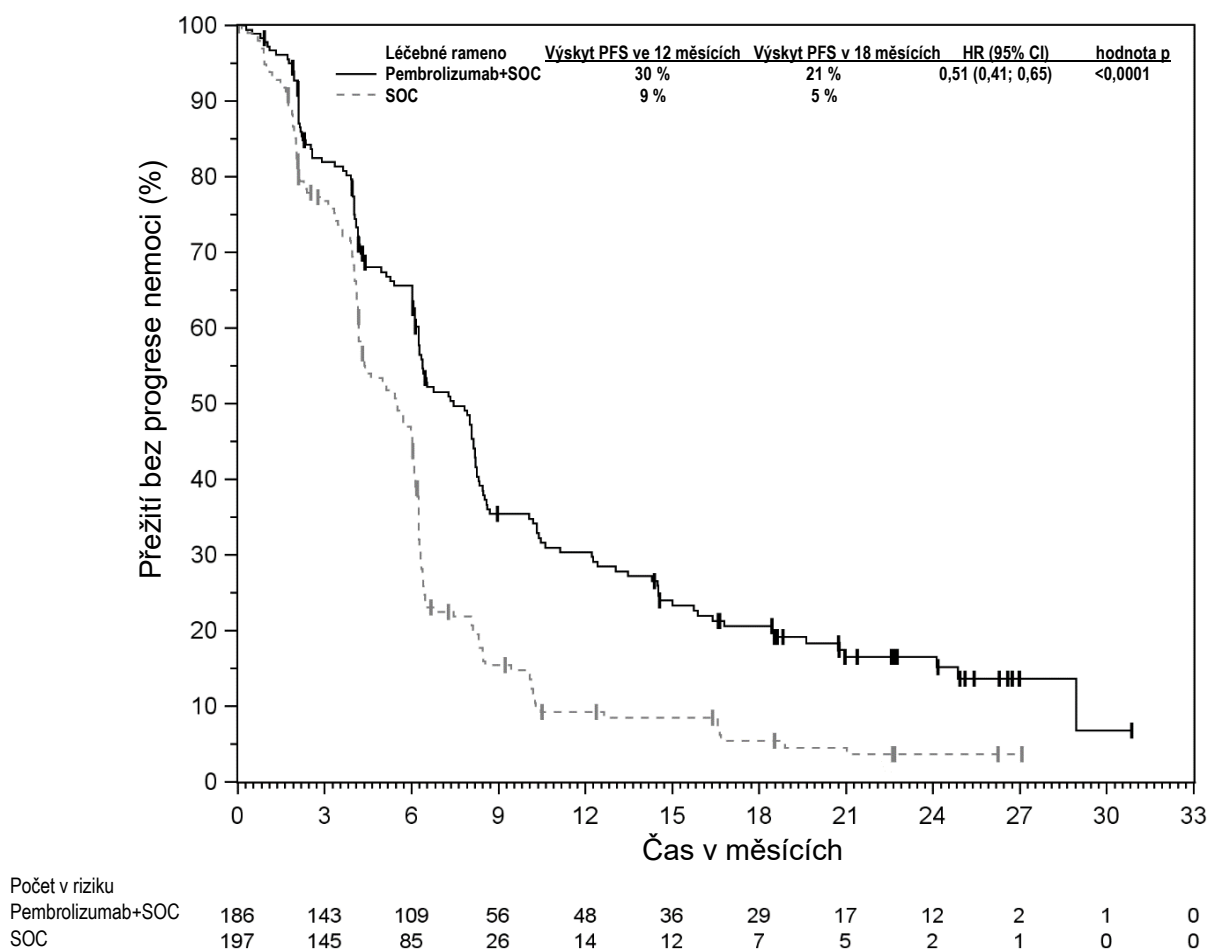 Léčebné rameno Výskyt PFS ve 12 měsících Výskyt PFS v 18 měsících HR (95% CI) hodnota p
Pembrolizumab+SOC 30 % 21 % 0,51 (0,41; 0,65) <0,0001
SOC 9 % 5 %
Přežití bez progrese nemoci (%)
100
90
80
70
60
50
40
30
20
10
0
0 3 6 9 12 15 18 21 24 27 30 33
Čas v měsících
Počet v riziku
Pembrolizumab+SOC 186 143 109 56 48 36 29 17 12 2 1 0
SOC 197 145 85 26 14 12 7 5 2 1 0 0